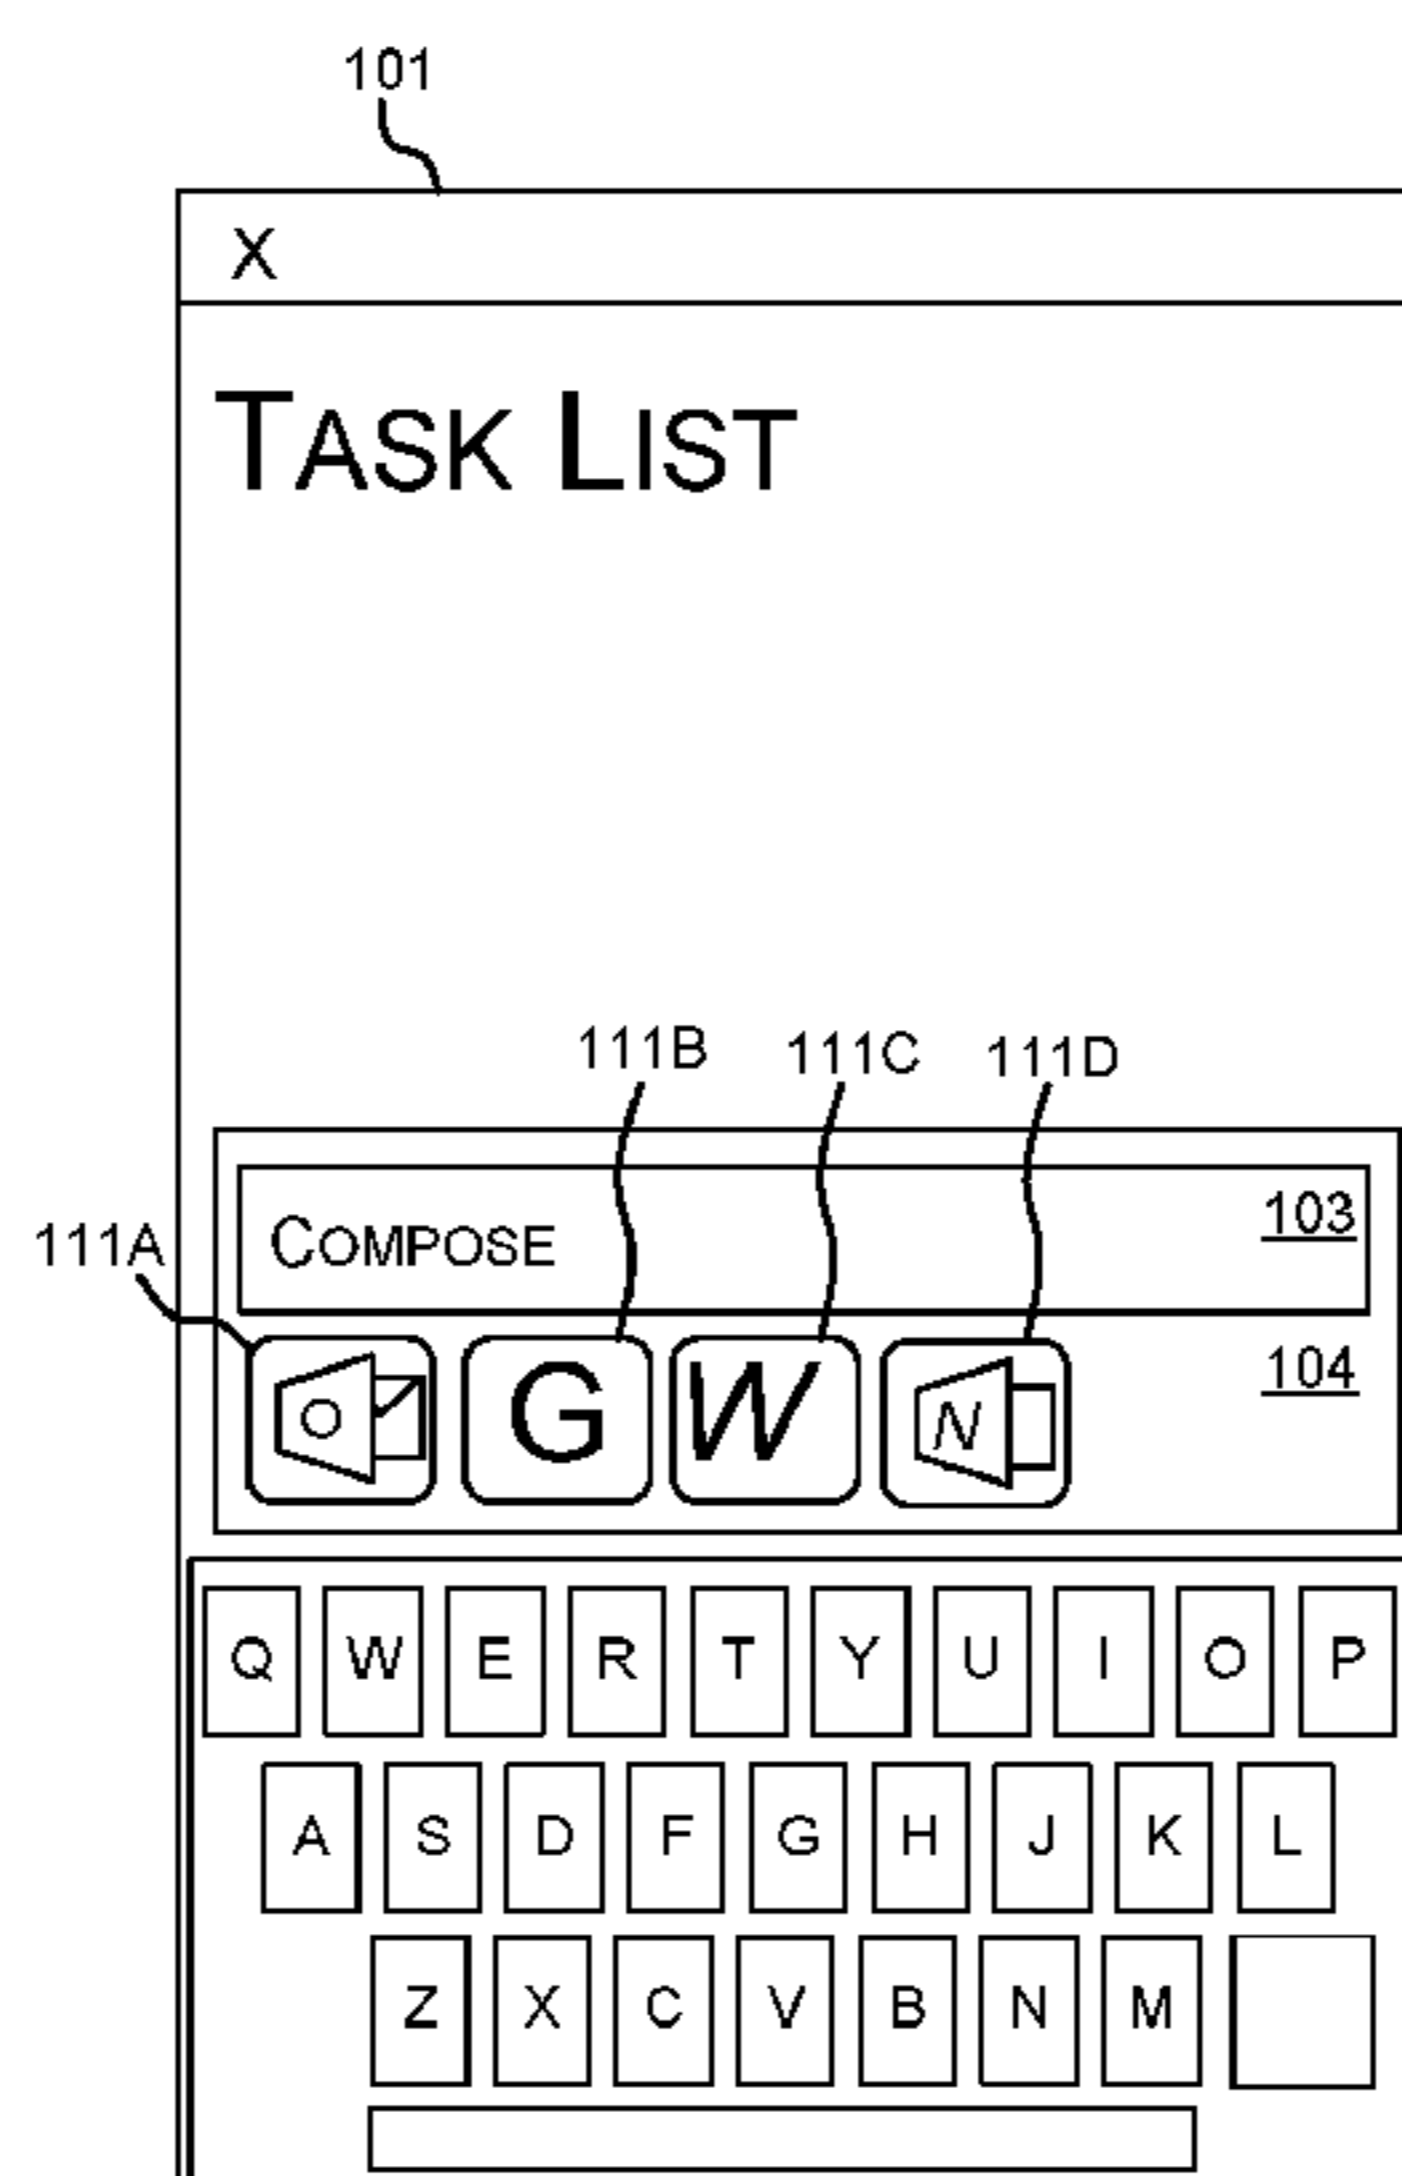 101
X
TASK LIST
111B 111C 111D
COMPOSE 103
111A
104
O G W N
Q W E R T Y U I O P
A S D F G H J K L
Z X C V B N M